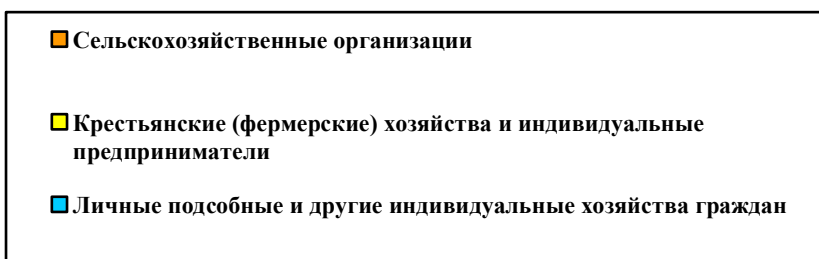 Сельскохозяйственные организации
Крестьянские (фермерские) хозяйства и индивидуальные
предприниматели
Личные подсобные и другие индивидуальные хозяйства граждан